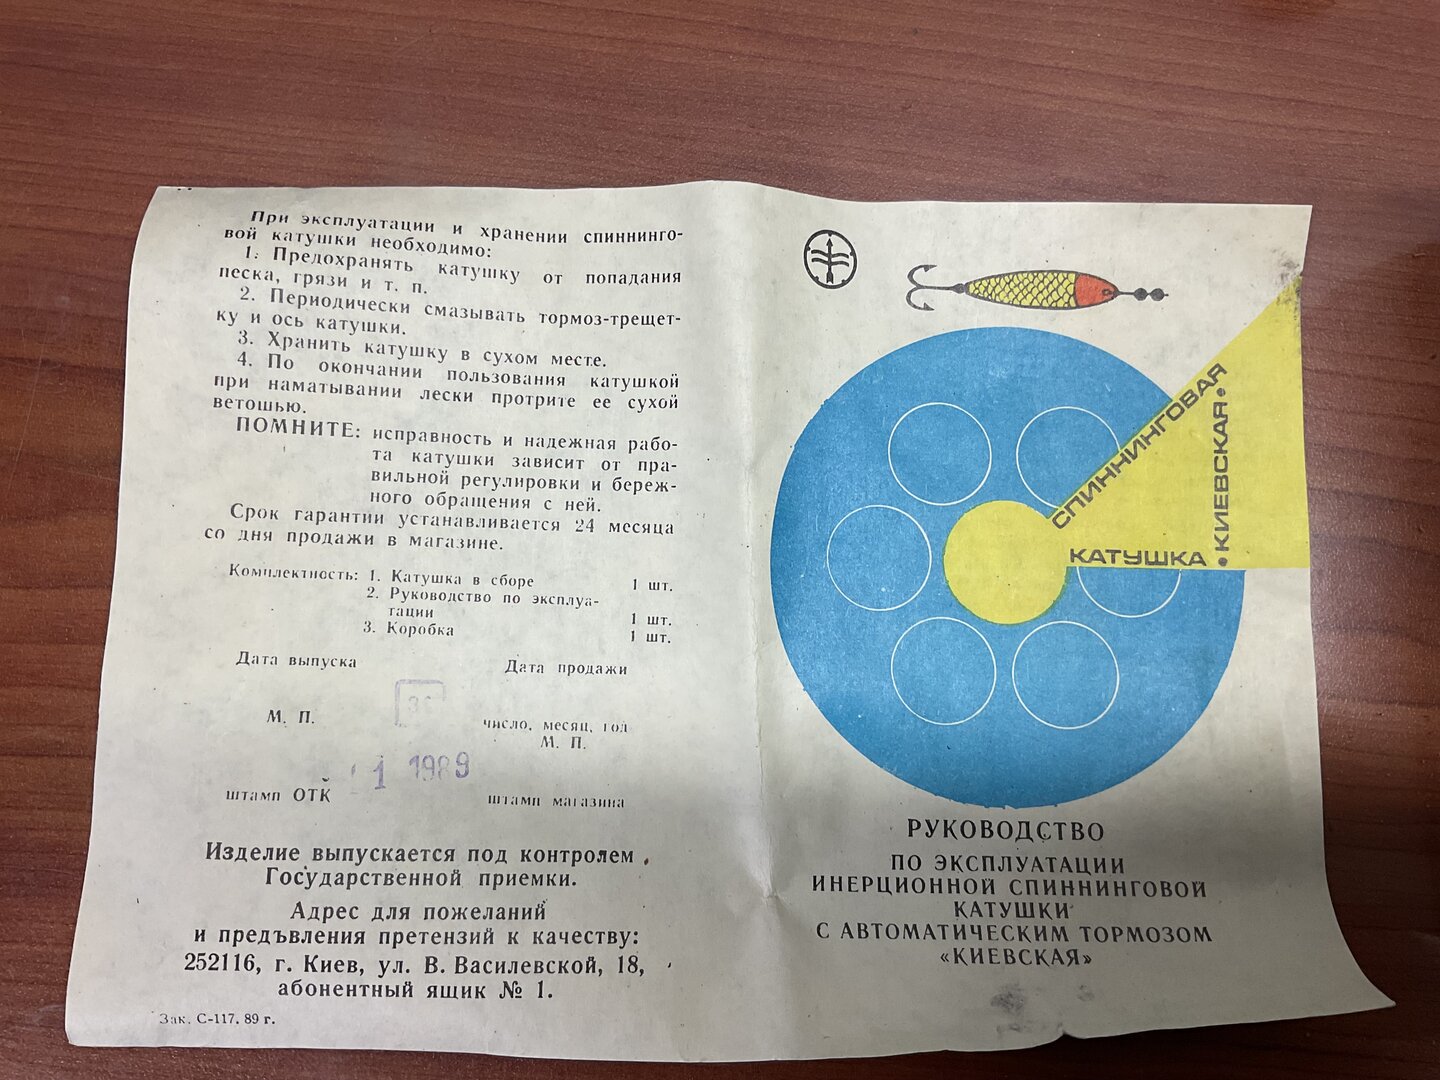 При эксплуатации и хранении спиннинго-
вой катушки необходимо:
1. Предохранять катушку от попадания
песка, грязи и т. п.
2. Периодически смазывать тормоз-трещет-
ку и ось катушки.
3. Хранить катушку в сухом месте.
4. По окончании пользования катушкой
при наматывании лески протрите ее сухой
ветошью.
ПОМНИТЕ: исправность и надежная рабо-
та катушки зависит от пра-
вильной регулировки и береж-
ного обращения с ней.
Срок гарантии устанавливается 24 месяца
со дня продажи в магазине.
Комплектность: 1. Катушка в сборе 1 шт.
2. Руководство по эксплуа-
тации 1 шт.
3. Коробка 1 шт.
Дата выпуска Дата продажи
М. П. число, месяц, год
М. П.
1 1989
штамп ОТК штамп магазина
Изделие выпускается под контролем
Государственной приемки.
Адрес для пожеланий
и предъвления претензий к качеству:
252116, г. Киев, ул. В. Василевской, 18,
абонентный ящик № 1.
Зак. С-117. 89 г.
СПИННИНГОВАЯ
КАТУШКА
•КИЕВСКАЯ•
РУКОВОДСТВО
ПО ЭКСПЛУАТАЦИИ
ИНЕРЦИОННОЙ СПИННИНГОВОЙ
КАТУШКИ
С АВТОМАТИЧЕСКИМ ТОРМОЗОМ
«КИЕВСКАЯ»